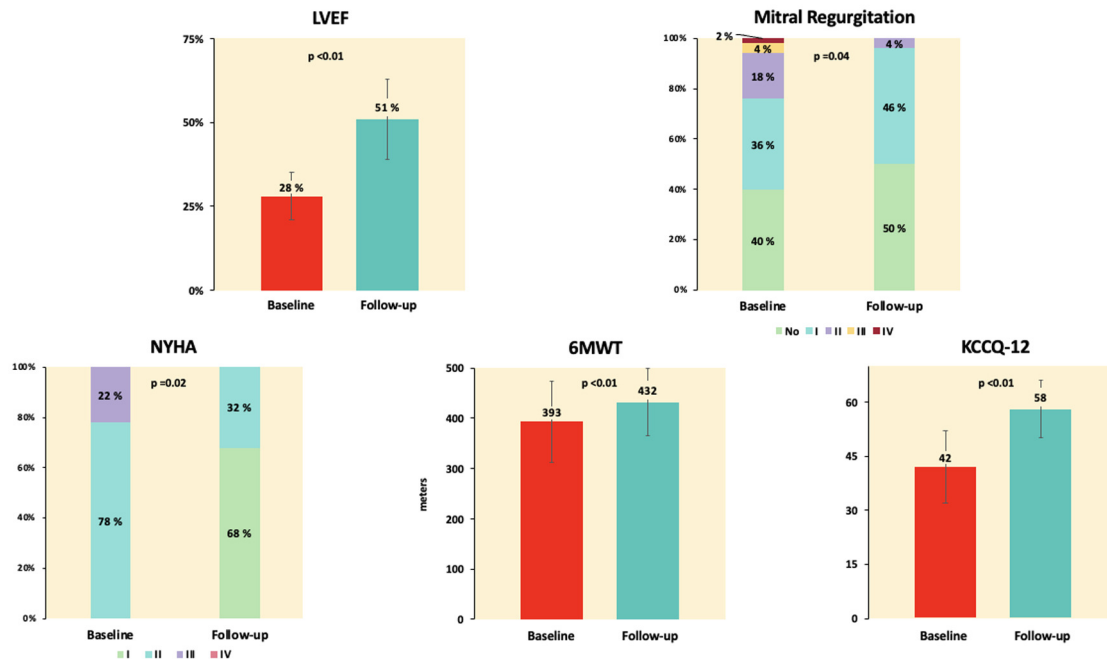 LVEF
75%
50%
25%
0%
p <0.01
28 %
51 %
Baseline Follow-up
Mitral Regurgitation
100%
80%
60%
40%
20%
0%
p =0.04
2 %
4 %
18 %
36 %
40 %
4 %
46 %
50 %
Baseline Follow-up
No I II III IV
NYHA
100%
80%
60%
40%
20%
0%
p =0.02
22 %
78 %
32 %
68 %
Baseline Follow-up
I II III IV
6MWT
meters
500
400
300
200
100
0
p <0.01
393
432
Baseline Follow-up
KCCQ-12
60
45
30
15
0
p <0.01
42
58
Baseline Follow-up